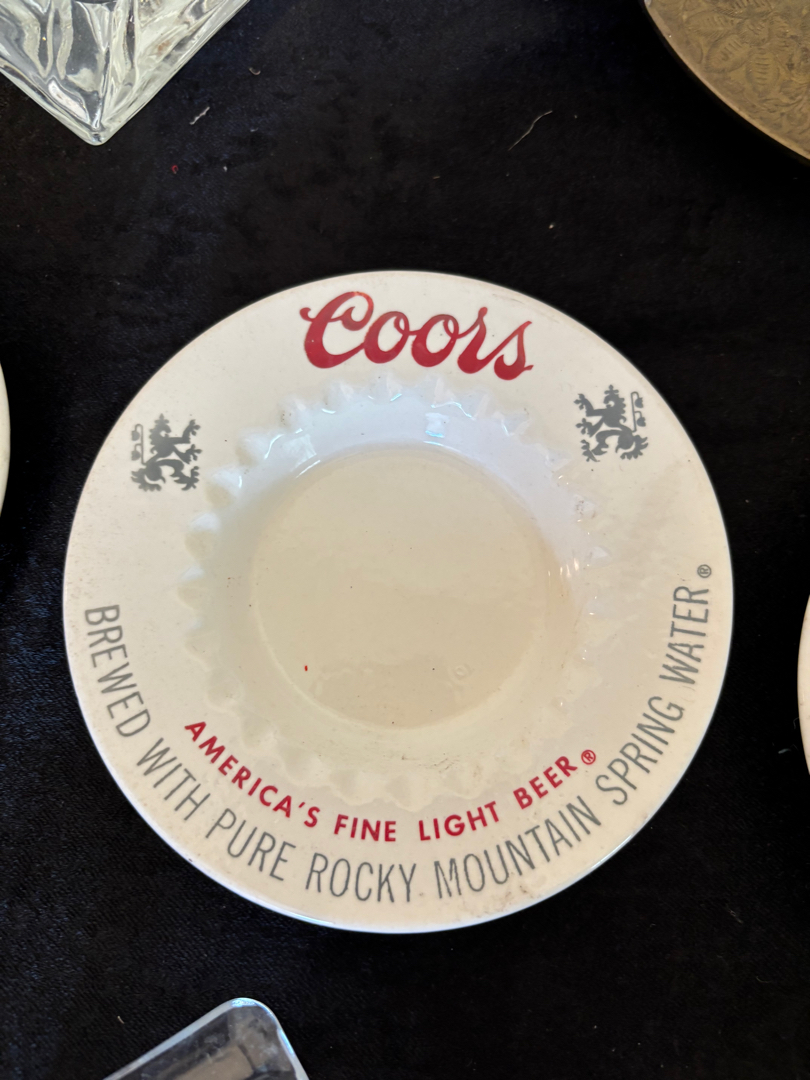 Coors
AMERICA'S FINE LIGHT BEER®
BREWED WITH PURE ROCKY MOUNTAIN SPRING WATER®